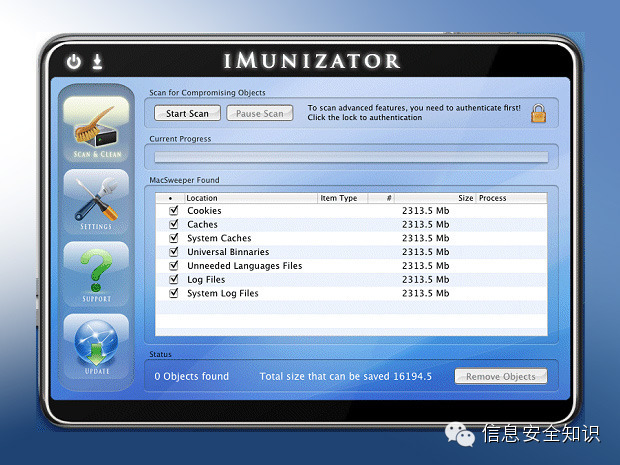 iMunizator
Scan for Compromising Objects
Start Scan
Pause Scan
To scan advanced features, you need to authenticate first!
Click the lock to authentication
Scan & Clean
Current Progress
MacSweeper Found
• Location Item Type # Size Process
Cookies 2313.5 Mb
Caches 2313.5 Mb
System Caches 2313.5 Mb
Universal Binnaries 2313.5 Mb
Unneeded Languages Files 2313.5 Mb
Log Files 2313.5 Mb
System Log Files 2313.5 Mb
Settings
Support
Update
Status
0 Objects found Total size that can be saved 16194.5
Remove Objects
信息安全知识